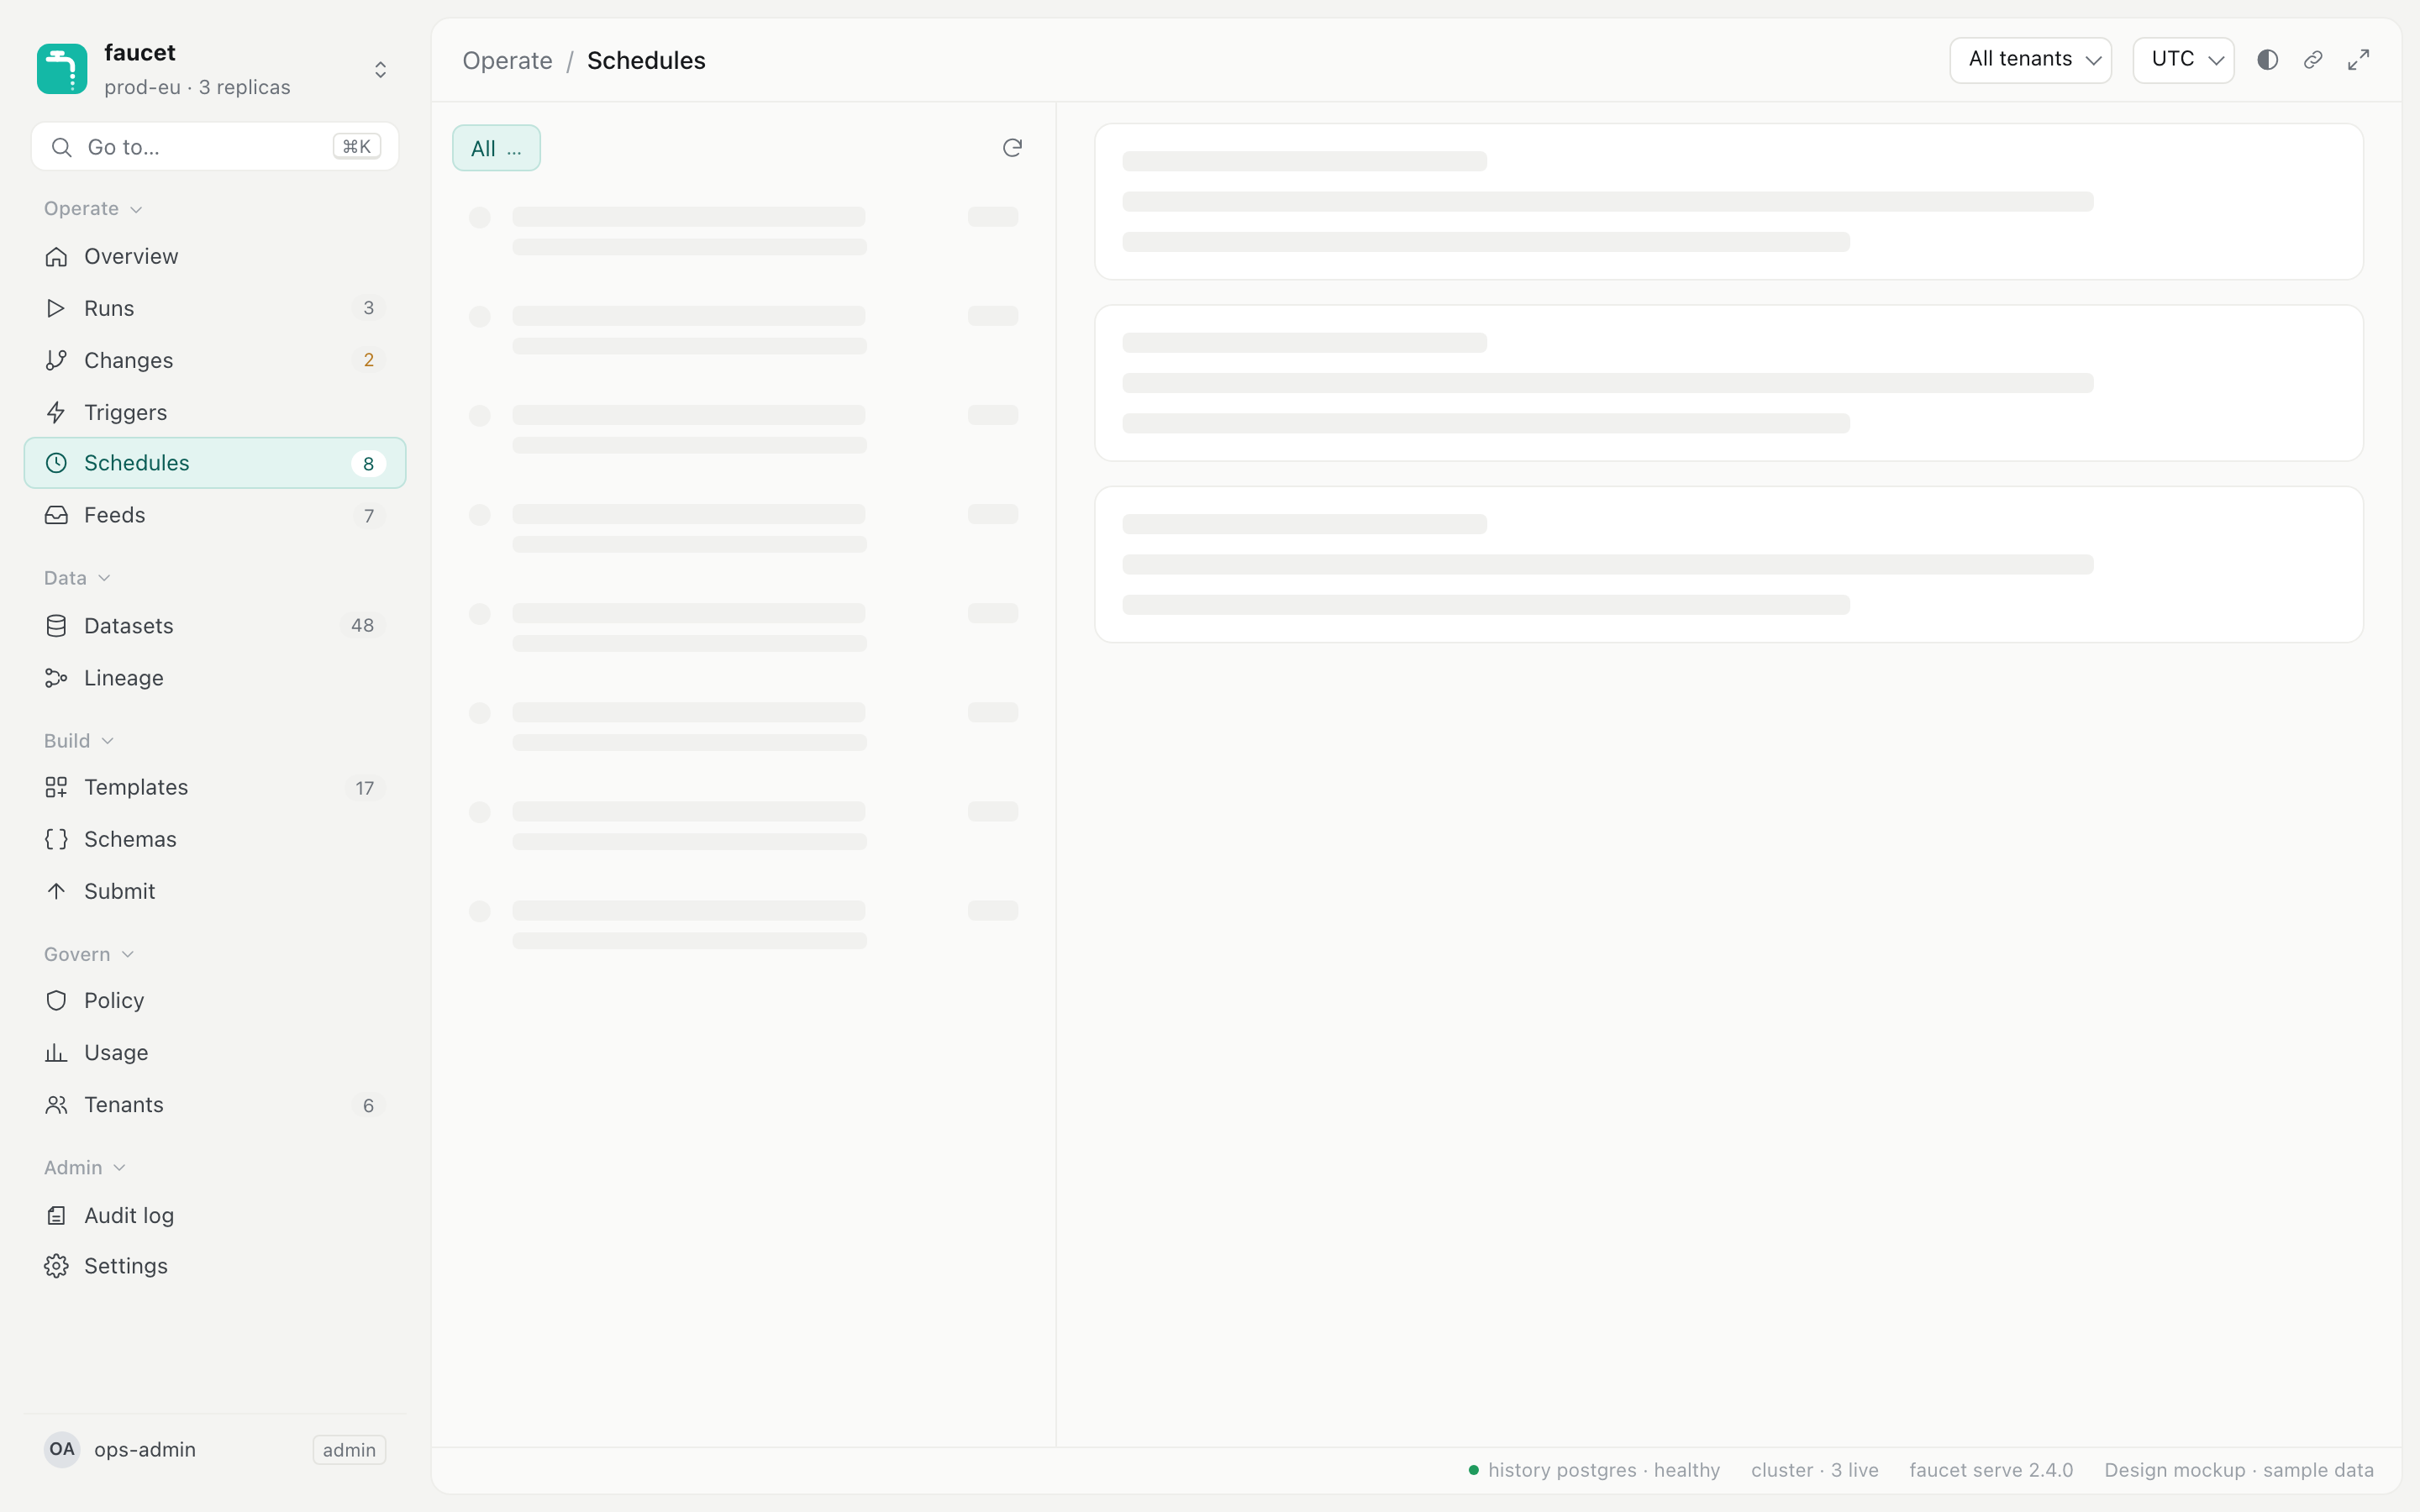 faucet
prod-eu · 3 replicas
Go to...
⌘K
Operate
Overview
Runs 3
Changes 2
Triggers
Schedules 8
Feeds 7
Data
Datasets 48
Lineage
Build
Templates 17
Schemas
Submit
Govern
Policy
Usage
Tenants 6
Admin
Audit log
Settings
OA ops-admin admin
Operate / Schedules
All tenants
UTC
All ...
history postgres · healthy
cluster · 3 live
faucet serve 2.4.0
Design mockup · sample data